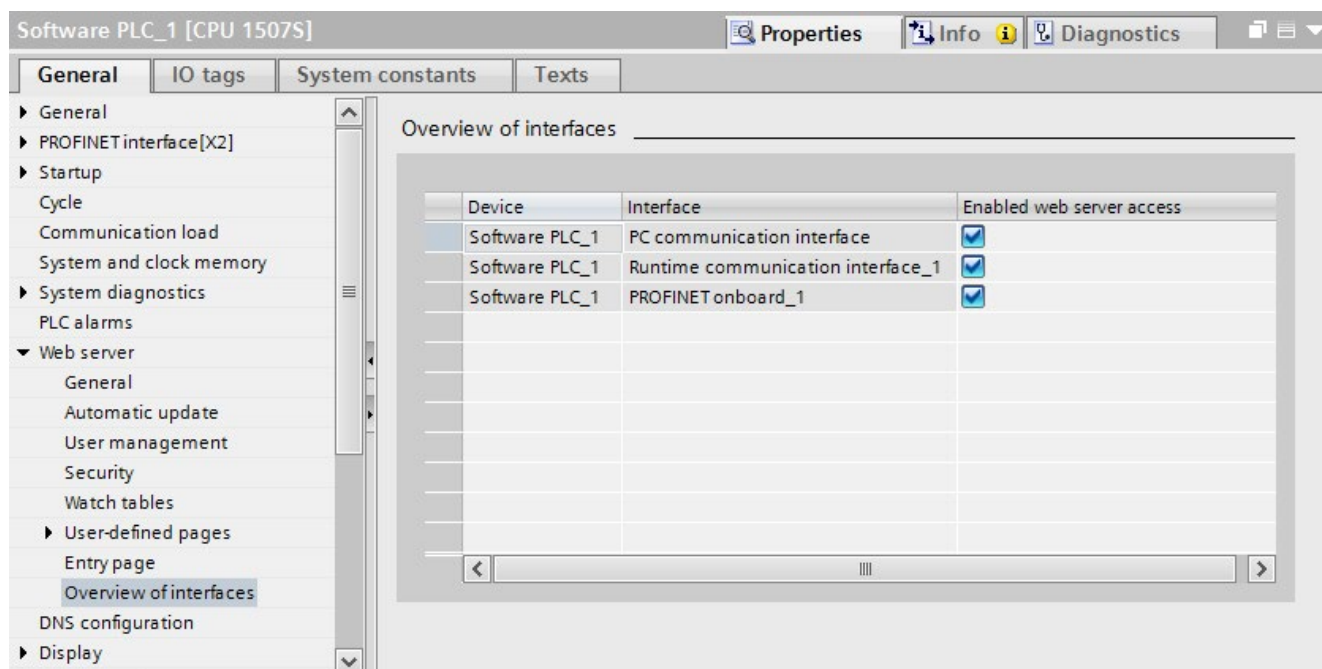 Software PLC_1 [CPU 1507S]
Properties
Info
Diagnostics
General
IO tags
System constants
Texts
General
PROFINET interface[X2]
Startup
Cycle
Communication load
System and clock memory
System diagnostics
PLC alarms
Web server
General
Automatic update
User management
Security
Watch tables
User-defined pages
Entry page
Overview of interfaces
DNS configuration
Display
Overview of interfaces
Device Interface Enabled web server access
Software PLC_1 PC communication interface
Software PLC_1 Runtime communication interface_1
Software PLC_1 PROFINET onboard_1